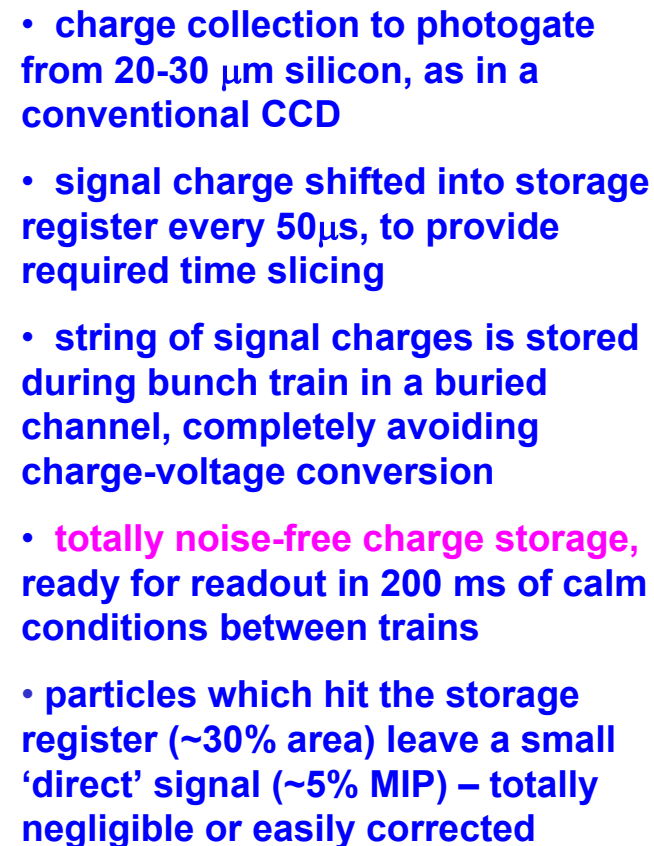 • charge collection to photogate
from 20-30 μm silicon, as in a
conventional CCD
• signal charge shifted into storage
register every 50μs, to provide
required time slicing
• string of signal charges is stored
during bunch train in a buried
channel, completely avoiding
charge-voltage conversion
• totally noise-free charge storage,
ready for readout in 200 ms of calm
conditions between trains
• particles which hit the storage
register (~30% area) leave a small
‘direct’ signal (~5% MIP) – totally
negligible or easily corrected